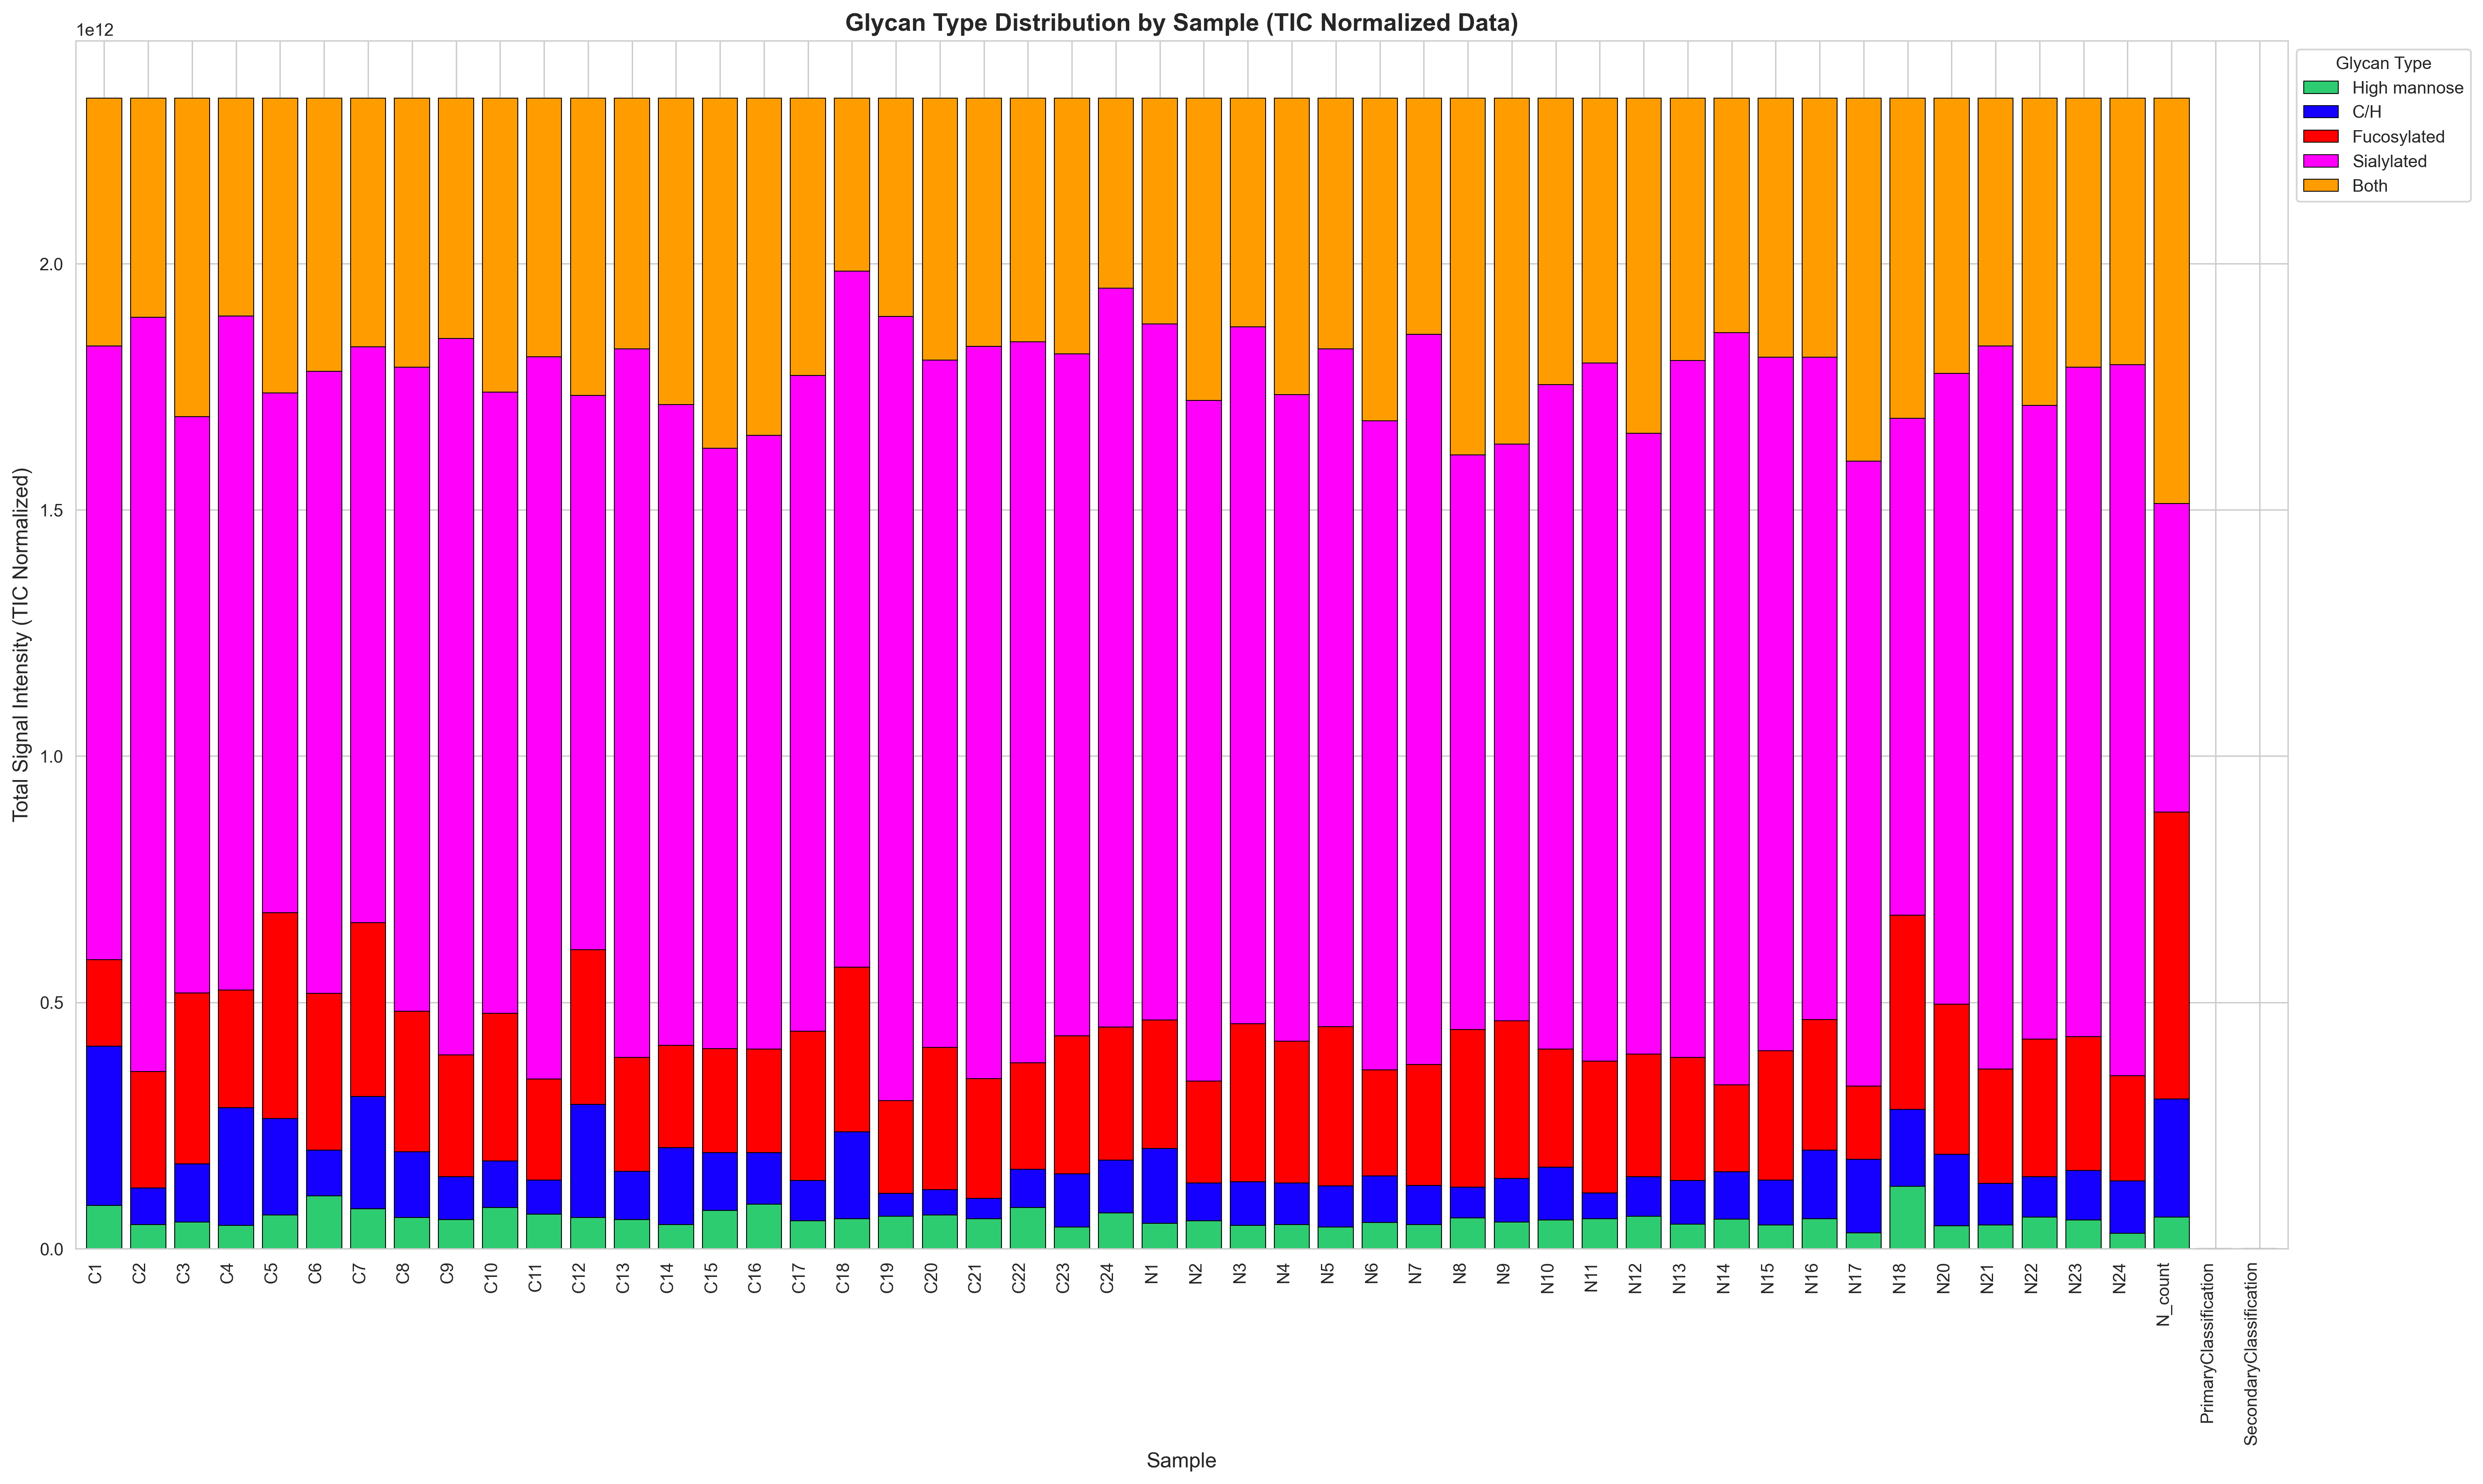 Glycan Type Distribution by Sample (TIC Normalized Data)
1e12
Glycan Type
High mannose
C/H
Fucosylated
Sialylated
Both
Total Signal Intensity (TIC Normalized)
2.0
1.5
1.0
0.5
0.0
C1 C2 C3 C4 C5 C6 C7 C8 C9 C10 C11 C12 C13 C14 C15 C16 C17 C18 C19 C20 C21 C22 C23 C24 N1 N2 N3 N4 N5 N6 N7 N8 N9 N10 N11 N12 N13 N14 N15 N16 N17 N18 N20 N21 N22 N23 N24 N_count PrimaryClassification SecondaryClassification
Sample